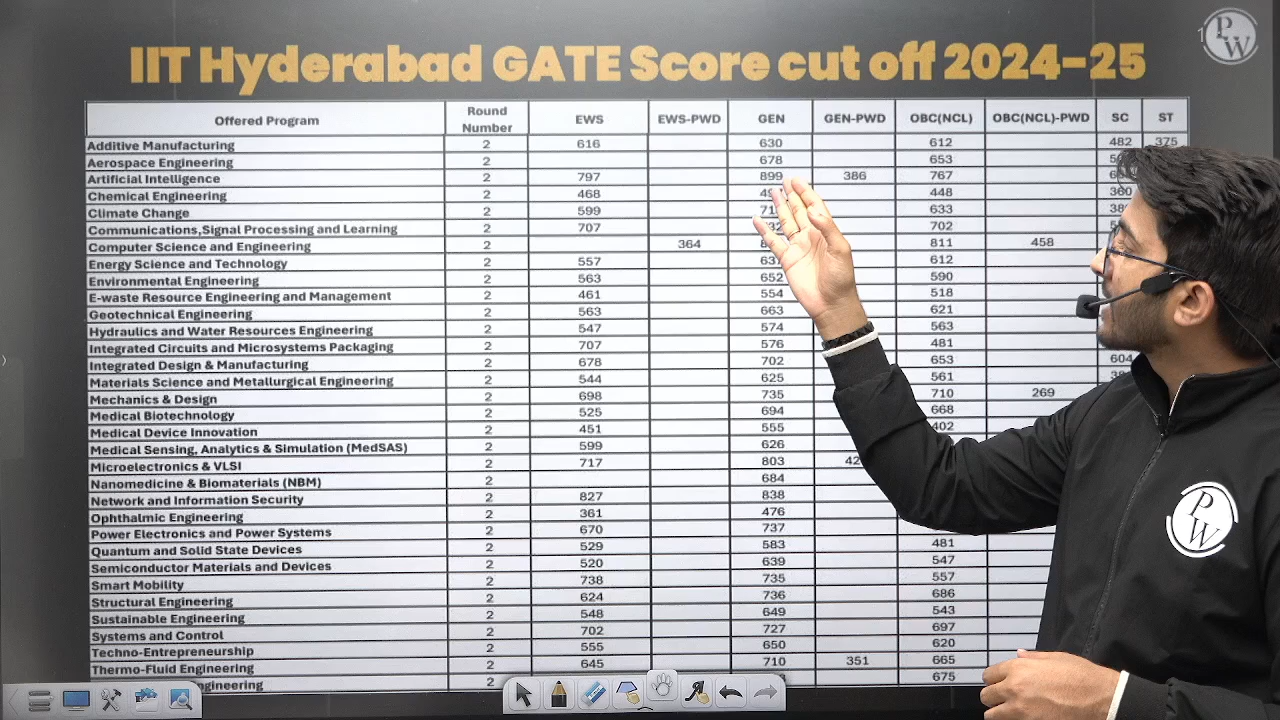 IIT Hyderabad GATE Score cut off 2024-25
PW
Offered Program Round Number EWS EWS-PWD GEN GEN-PWD OBC(NCL) OBC(NCL)-PWD SC ST
Additive Manufacturing 2 616 630 612 482 375
Aerospace Engineering 2 678 653
Artificial Intelligence 2 797 899 386 767
Chemical Engineering 2 468 448 360
Climate Change 2 599 633
Communications,Signal Processing and Learning 2 707 702
Computer Science and Engineering 2 364 811 458
Energy Science and Technology 2 557 637 612
Environmental Engineering 2 563 652 590
E-waste Resource Engineering and Management 2 461 554 518
Geotechnical Engineering 2 563 663 621
Hydraulics and Water Resources Engineering 2 547 574 563
Integrated Circuits and Microsystems Packaging 2 707 576 481
Integrated Design & Manufacturing 2 678 702 653 604
Materials Science and Metallurgical Engineering 2 544 625 561
Mechanics & Design 2 698 735 710 269
Medical Biotechnology 2 525 694 668
Medical Device Innovation 2 451 555 402
Medical Sensing, Analytics & Simulation (MedSAS) 2 599 626
Microelectronics & VLSI 2 717 803
Nanomedicine & Biomaterials (NBM) 2 684
Network and Information Security 2 827 838
Ophthalmic Engineering 2 361 476
Power Electronics and Power Systems 2 670 737
Quantum and Solid State Devices 2 529 583 481
Semiconductor Materials and Devices 2 520 639 547
Smart Mobility 2 738 735 557
Structural Engineering 2 624 736 686
Sustainable Engineering 2 548 649 543
Systems and Control 2 702 727 697
Techno-Entrepreneurship 2 555 650 620
Thermo-Fluid Engineering 2 645 710 351 665
2 675
PW